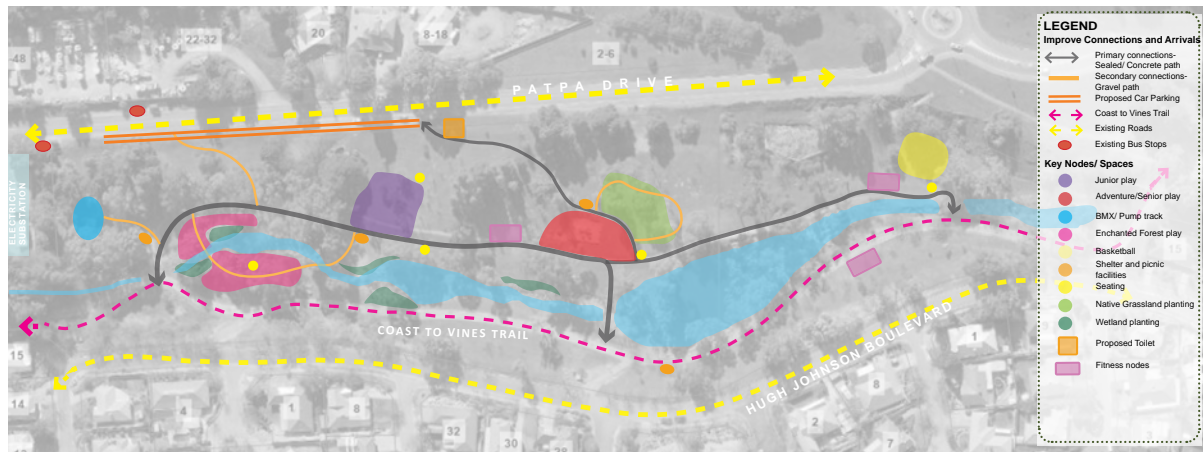 48
22-32
20
8-18
2-6
PATPA DRIVE
ELECTRICITY
SUBSTATION
COAST TO VINES TRAIL
HUGH JOHNSON BOULEVARD
15
14
4
1
8
32
30
2
8
7
1
15
LEGEND
Improve Connections and Arrivals
Primary connections-
Sealed/ Concrete path
Secondary connections-
Gravel path
Proposed Car Parking
Coast to Vines Trail
Existing Roads
Existing Bus Stops
Key Nodes/ Spaces
Junior play
Adventure/Senior play
BMX/ Pump track
Enchanted Forest play
Basketball
Shelter and picnic
facilities
Seating
Native Grassland planting
Wetland planting
Proposed Toilet
Fitness nodes